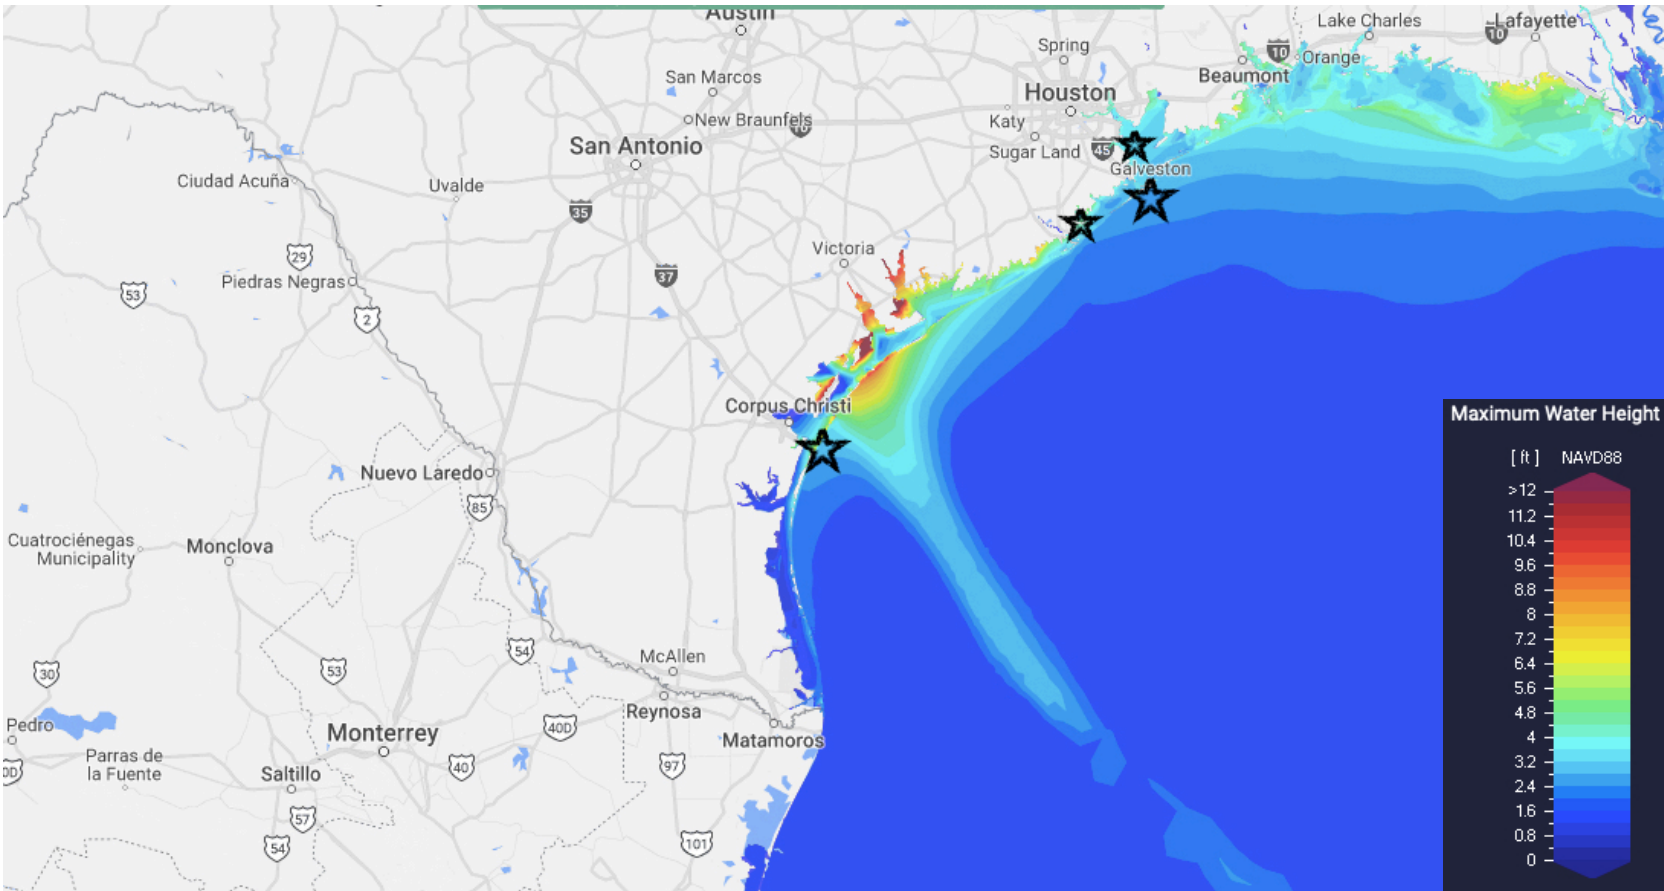 Austin
Lake Charles
Lafayette
10
Spring
10
Orange
San Marcos
Beaumont
Houston
New Braunfels
10
Katy
San Antonio
Sugar Land
45
Galveston
Ciudad Acuña
Uvalde
35
Victoria
29
37
Piedras Negras
53
2
Corpus Christi
Maximum Water Height
[ ft ] NAVD88
>12
11.2
10.4
9.6
8.8
8
7.2
6.4
5.6
4.8
4
3.2
2.4
1.6
0.8
0
Nuevo Laredo
85
Cuatrociénegas
Municipality
Monclova
54
McAllen
30
53
Reynosa
Pedro
Monterrey
40D
Matamoros
Parras de
la Fuente
0D
Saltillo
40
97
57
54
101